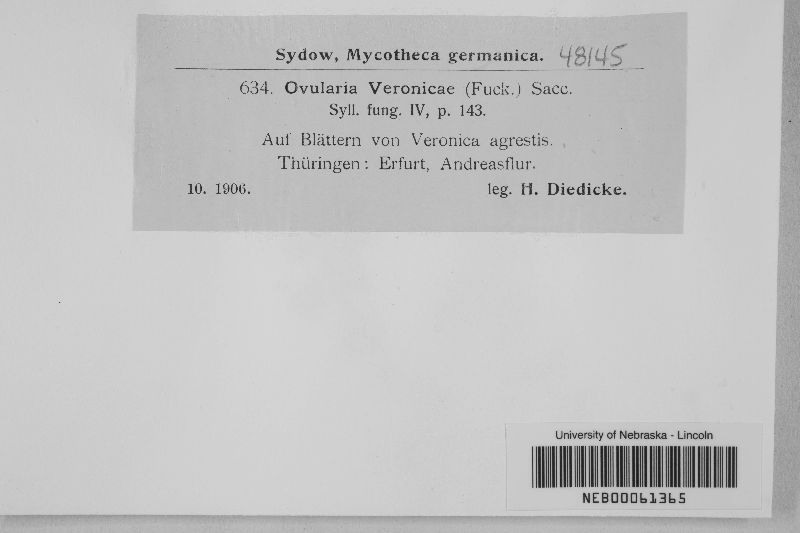 Sydow, Mycotheca germanica. 48145
634. Ovularia Veronicae (Fuck.) Sacc.
Syll. fung. IV, p. 143.
Auf Blättern von Veronica agrestis.
Thüringen: Erfurt, Andreasflur.
10. 1906. leg. H. Diedicke.
University of Nebraska - Lincoln
NEB00061365